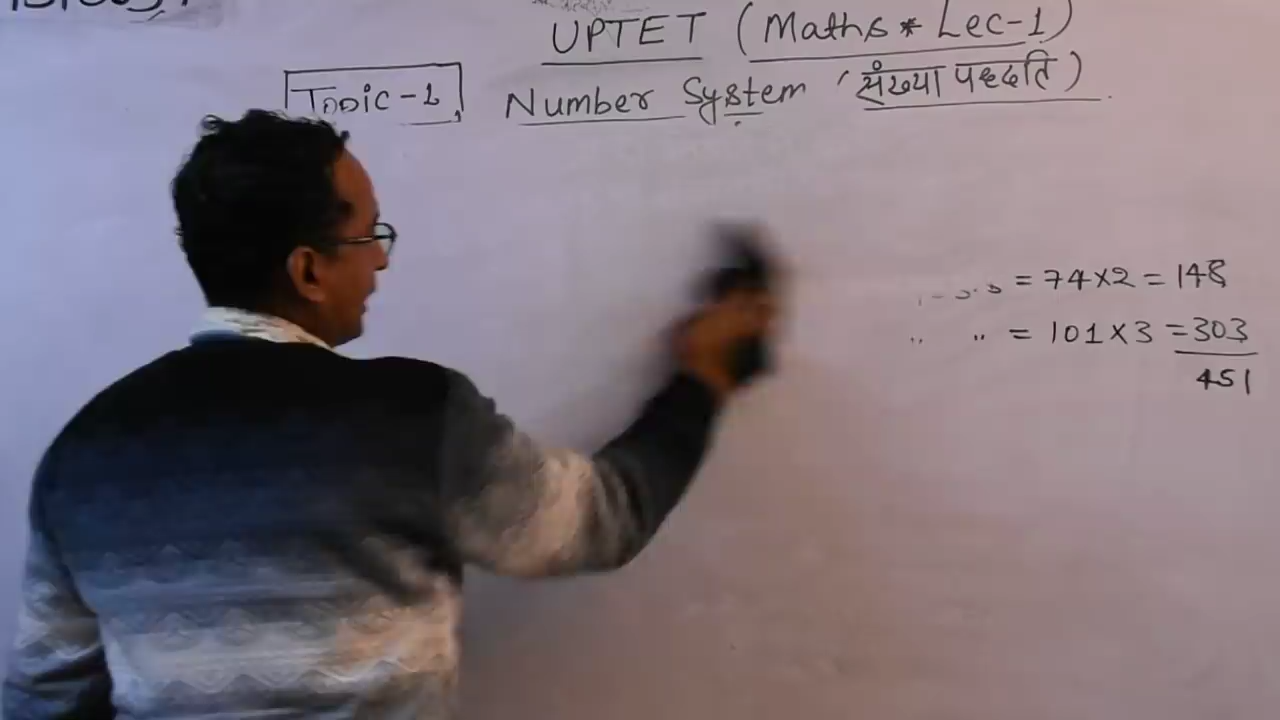 UPTET (Maths * Lec-1)
Topic-1 Number System (संख्या पद्धति)
= 74×2 = 148
" = 101×3 = 303
451